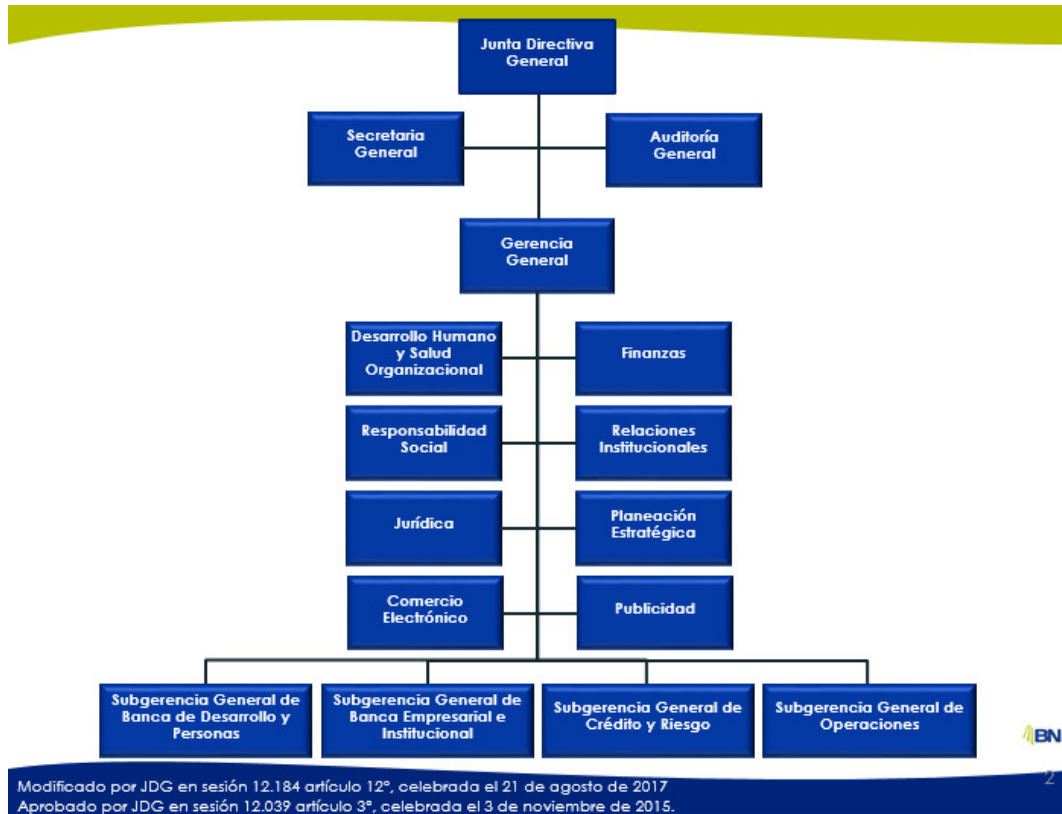 Junta Directiva
General
Secretaria
General
Auditoría
General
Gerencia
General
Desarrollo Humano
y Salud
Organizacional
Finanzas
Responsabilidad
Social
Relaciones
Institucionales
Jurídica
Planeación
Estratégica
Comercio
Electrónico
Publicidad
Subgerencia General de
Banca de Desarrollo y
Personas
Subgerencia General de
Banca Empresarial e
Institucional
Subgerencia General de
Crédito y Riesgo
Subgerencia General de
Operaciones
BN
2
Modificado por JDG en sesión 12.184 artículo 12°, celebrada el 21 de agosto de 2017
Aprobado por JDG en sesión 12.039 artículo 3°, celebrada el 3 de noviembre de 2015.